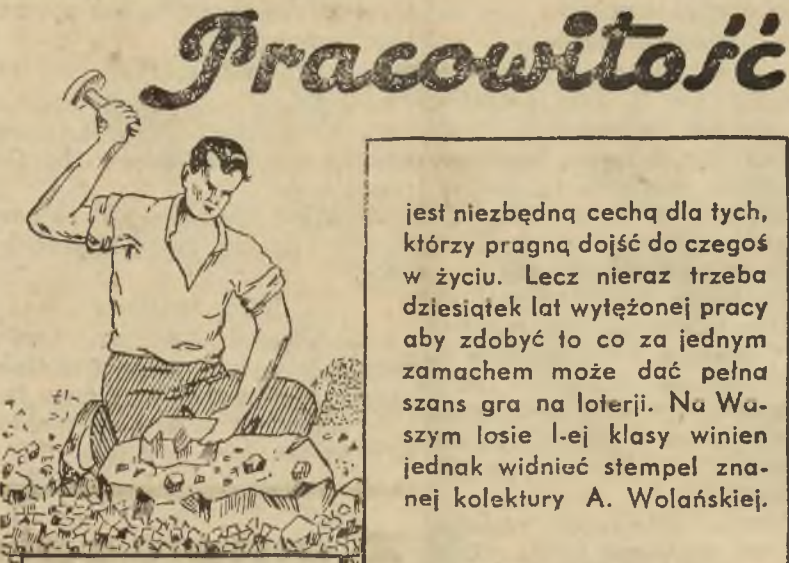 Pracowitość
jest niezbędną cechą dla tych,
którzy pragną dojść do czegoś
w życiu. Lecz nieraz trzeba
dziesiątek lat wytężonej pracy
aby zdobyć to co za jednym
zamachem może dać pełna
szans gra na loterji. Na Wa-
szym losie I-ej klasy winien
jednak widnieć stempel zna-
nej kolektury A. Wolańskiej.